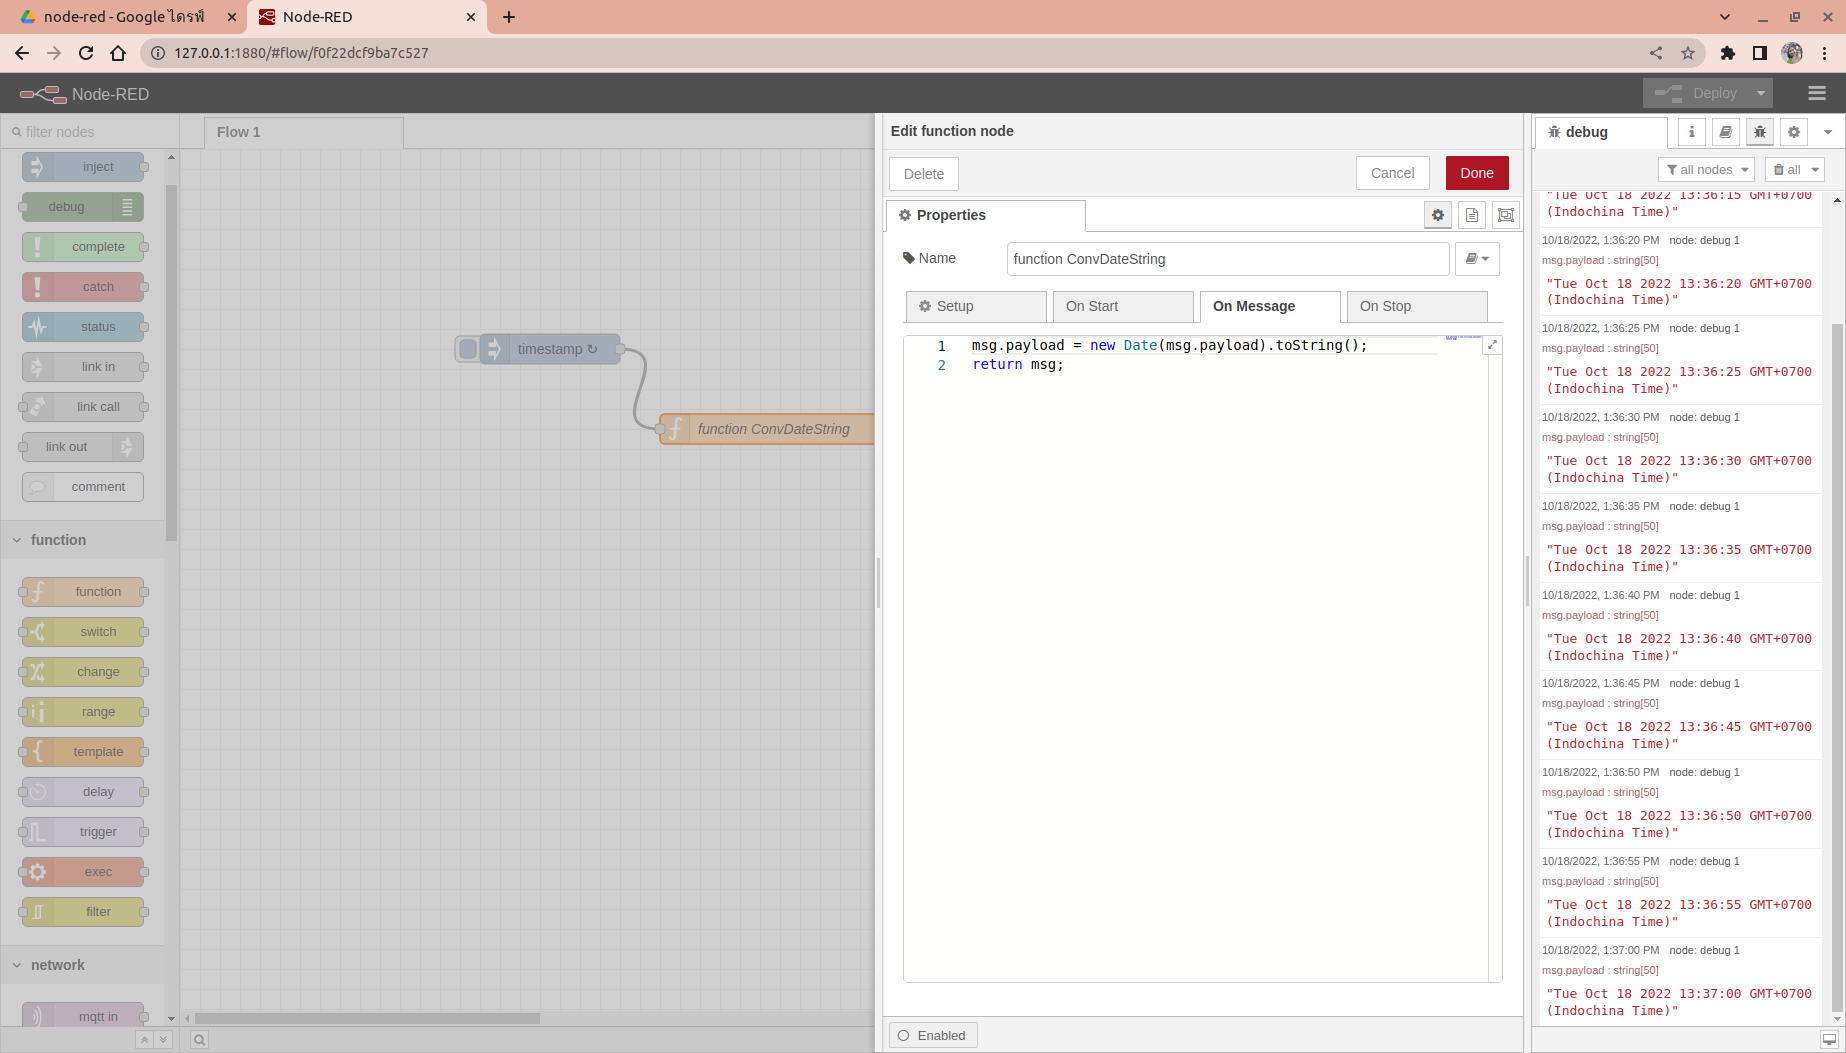 node-red - Google ไดรฟ์
Node-RED
127.0.0.1:1880/#flow/f0f22dcf9ba7c527
Node-RED
Deploy
filter nodes
inject
debug
complete
catch
status
link in
link call
link out
comment
function
function
switch
change
range
template
delay
trigger
exec
filter
network
mqtt in
Flow 1
timestamp ↻
function ConvDateString
Edit function node
Delete
Cancel
Done
Properties
Name
function ConvDateString
Setup
On Start
On Message
On Stop
1 msg.payload = new Date(msg.payload).toString();
2 return msg;
Enabled
debug
all nodes
all
"Tue Oct 18 2022 13:36:15 GMT+0700
(Indochina Time)"
10/18/2022, 1:36:20 PM node: debug 1
msg.payload : string[50]
"Tue Oct 18 2022 13:36:20 GMT+0700
(Indochina Time)"
10/18/2022, 1:36:25 PM node: debug 1
msg.payload : string[50]
"Tue Oct 18 2022 13:36:25 GMT+0700
(Indochina Time)"
10/18/2022, 1:36:30 PM node: debug 1
msg.payload : string[50]
"Tue Oct 18 2022 13:36:30 GMT+0700
(Indochina Time)"
10/18/2022, 1:36:35 PM node: debug 1
msg.payload : string[50]
"Tue Oct 18 2022 13:36:35 GMT+0700
(Indochina Time)"
10/18/2022, 1:36:40 PM node: debug 1
msg.payload : string[50]
"Tue Oct 18 2022 13:36:40 GMT+0700
(Indochina Time)"
10/18/2022, 1:36:45 PM node: debug 1
msg.payload : string[50]
"Tue Oct 18 2022 13:36:45 GMT+0700
(Indochina Time)"
10/18/2022, 1:36:50 PM node: debug 1
msg.payload : string[50]
"Tue Oct 18 2022 13:36:50 GMT+0700
(Indochina Time)"
10/18/2022, 1:36:55 PM node: debug 1
msg.payload : string[50]
"Tue Oct 18 2022 13:36:55 GMT+0700
(Indochina Time)"
10/18/2022, 1:37:00 PM node: debug 1
msg.payload : string[50]
"Tue Oct 18 2022 13:37:00 GMT+0700
(Indochina Time)"